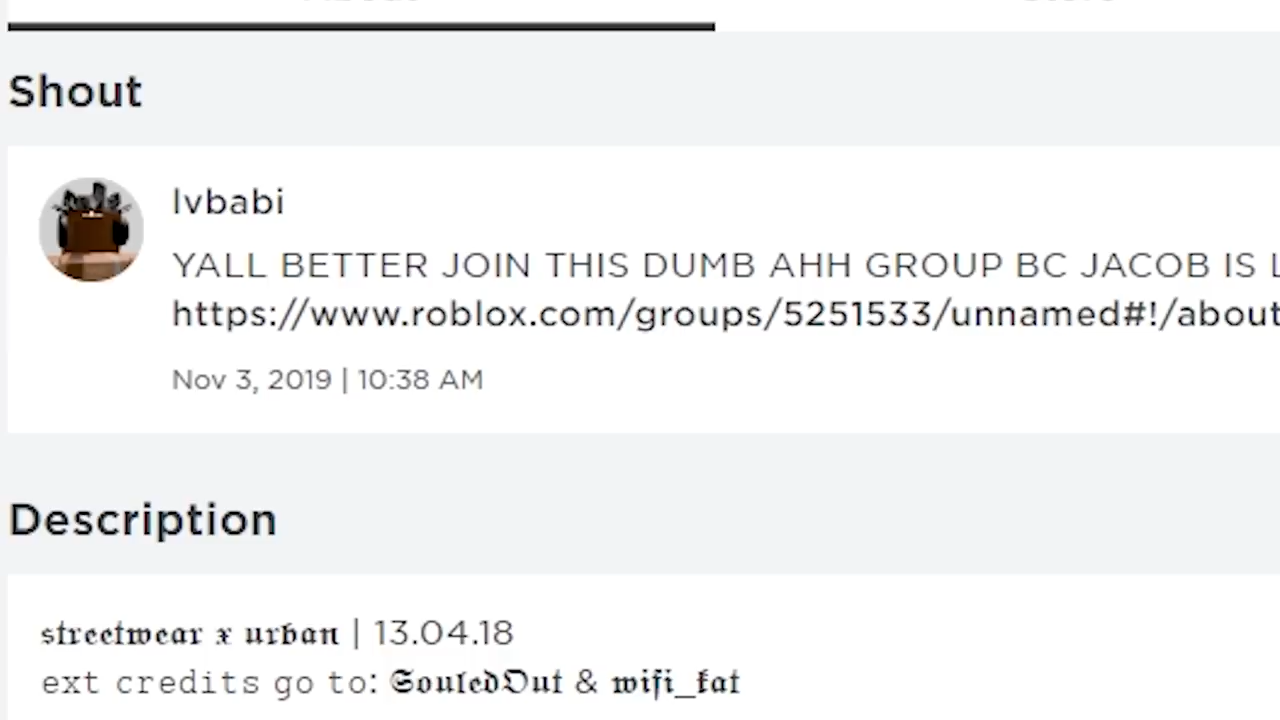 Shout
lvbabi
YALL BETTER JOIN THIS DUMB AHH GROUP BC JACOB IS
https://www.roblox.com/groups/5251533/unnamed#!/about
Nov 3, 2019 | 10:38 AM
Description
𝖘𝖙𝖗𝖊𝖊𝖙𝖜𝖊𝖆𝖗 𝖝 𝖚𝖗𝖇𝖆𝖓 | 13.04.18
𝚎𝚡𝚝 𝚌𝚛𝚎𝚍𝚒𝚝𝚜 𝚐𝚘 𝚝𝚘: 𝕾𝖔𝖚𝖑𝖊𝖉𝕺𝖚𝖙 & 𝖜𝖎𝖋𝖎_𝖐𝖆𝖙